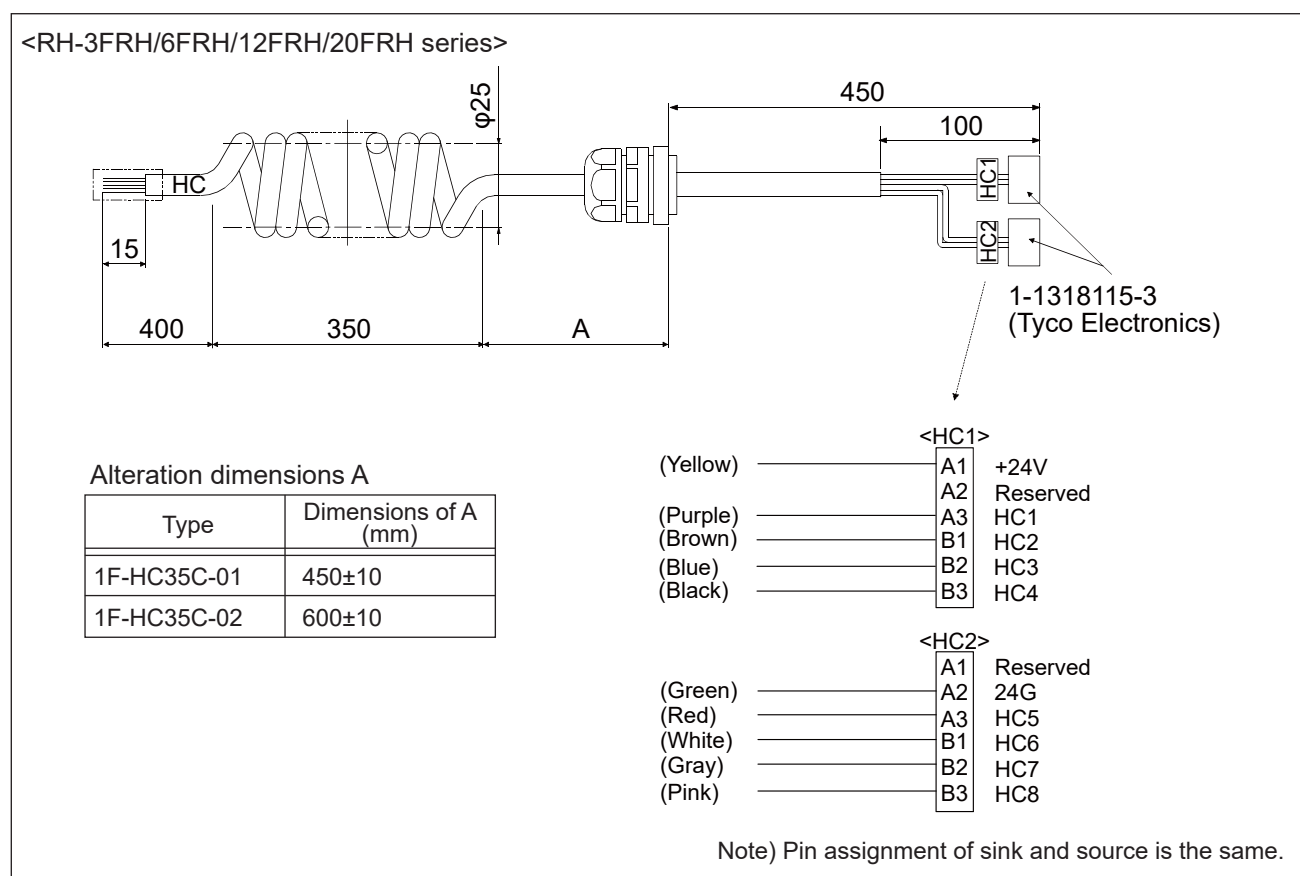 <RH-3FRH/6FRH/12FRH/20FRH series>
φ25
450
100
HC
HC1
HC2
15
400
350
A
1-1318115-3
(Tyco Electronics)
Alteration dimensions A
Type
Dimensions of A
(mm)
1F-HC35C-01 450±10
1F-HC35C-02 600±10
<HC1>
(Yellow) A1 +24V
A2 Reserved
(Purple) A3 HC1
(Brown) B1 HC2
(Blue) B2 HC3
(Black) B3 HC4
<HC2>
A1 Reserved
(Green) A2 24G
(Red) A3 HC5
(White) B1 HC6
(Gray) B2 HC7
(Pink) B3 HC8
Note) Pin assignment of sink and source is the same.